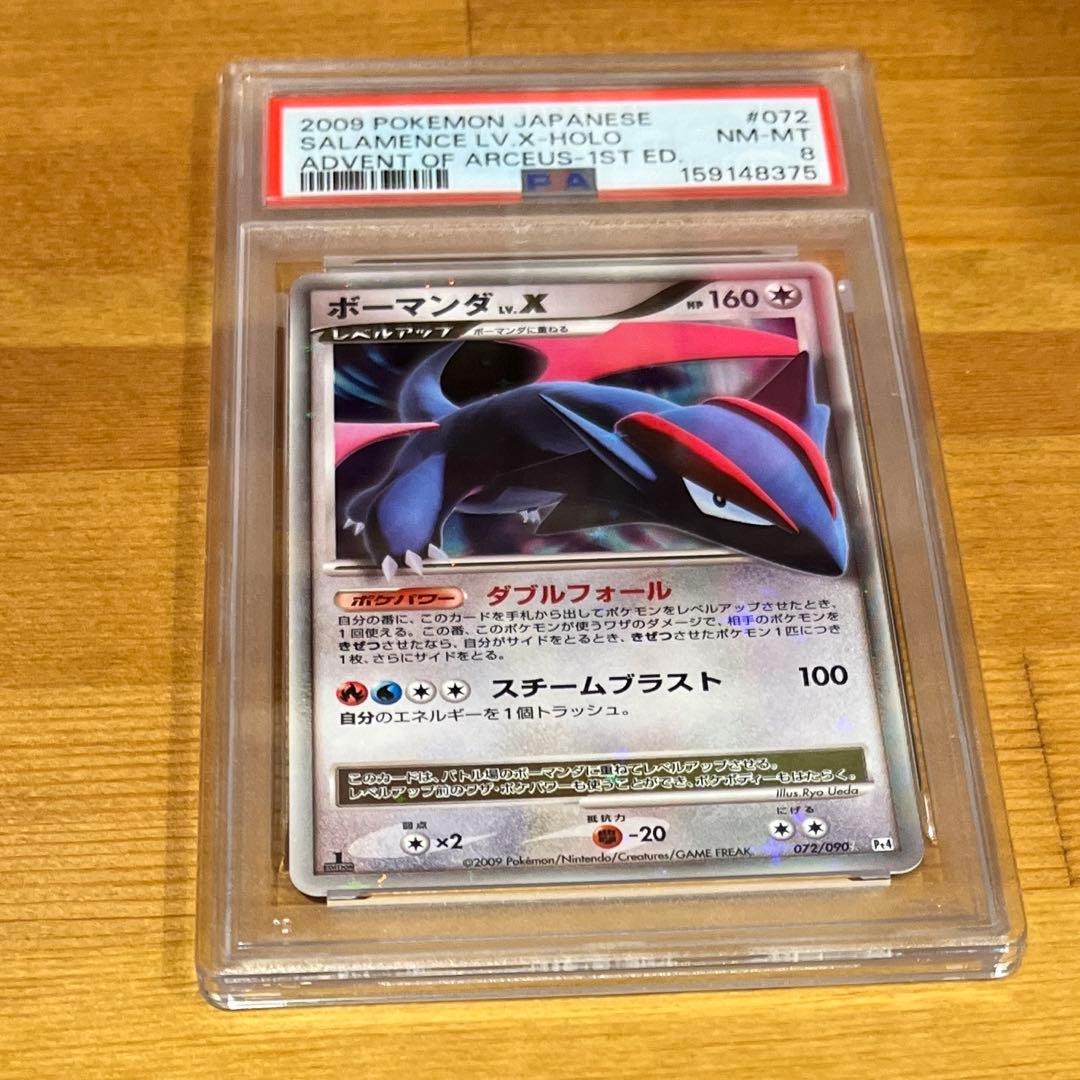 2009 POKEMON JAPANESE #072
SALAMENCE LV.X-HOLO NM-MT
ADVENT OF ARCEUS-1ST ED. 8
PSA 159148375
ボーマンダ LV.X HP 160
レベルアップ ボーマンダに重ねる
ポケパワー ダブルフォール
自分の番に、このカードを手札から出してポケモンをレベルアップさせたとき、
1回使える。この番、このポケモンが使うワザのダメージで、相手のポケモンを
きぜつさせたなら、自分がサイドをとるとき、きぜつさせたポケモン1匹につき
1枚、さらにサイドをとる。
スチームブラスト 100
自分のエネルギーを1個トラッシュ。
このカードは、バトル場のボーマンダに重ねてレベルアップさせる。
レベルアップ前のワザ・ポケパワーも使うことができ、ポケボディーもはたらく。
Illus. Ryo Ueda
弱点 抵抗力 にげる
×2 -20
1 EDITION ©2009 Pokémon/Nintendo/Creatures/GAME FREAK. 072/090 Pt4